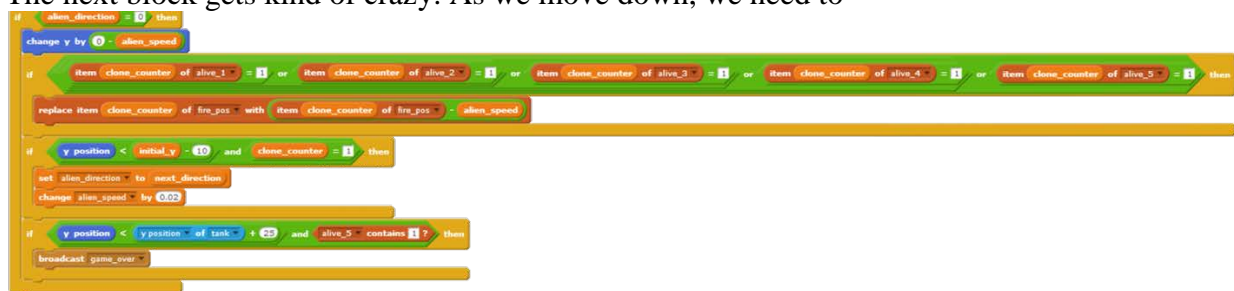 The next block gets kind of crazy. As we move down, we need to
if alien_direction = 0 then
change y by 0 - alien_speed
if item clone_counter of alive_1 = 1 or item clone_counter of alive_2 = 1 or item clone_counter of alive_3 = 1 or item clone_counter of alive_4 = 1 or item clone_counter of alive_5 = 1 then
replace item clone_counter of fire_pos with item clone_counter of fire_pos - alien_speed
if y position < initial_y - 10 and clone_counter = 1 then
set alien_direction to next_direction
change alien_speed by 0.02
if y position < y position of tank + 25 and alive_5 contains 1 ? then
broadcast game_over